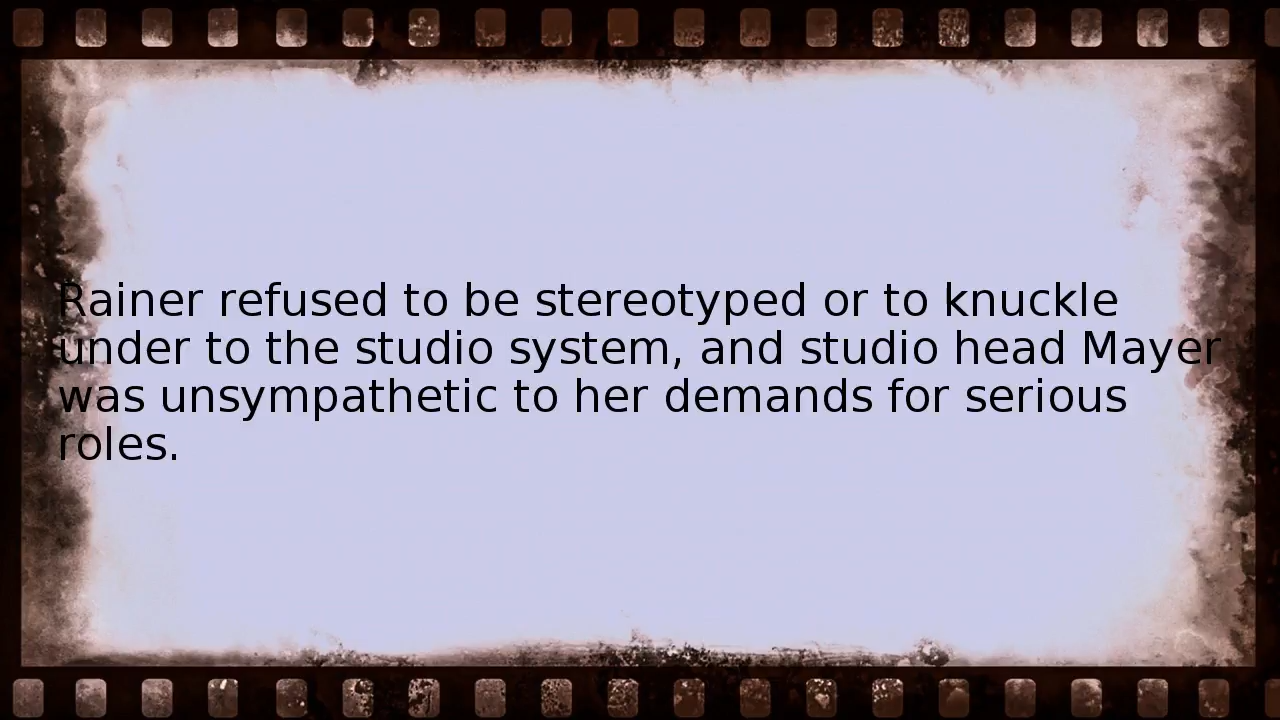 Rainer refused to be stereotyped or to knuckle
under to the studio system, and studio head Mayer
was unsympathetic to her demands for serious
roles.